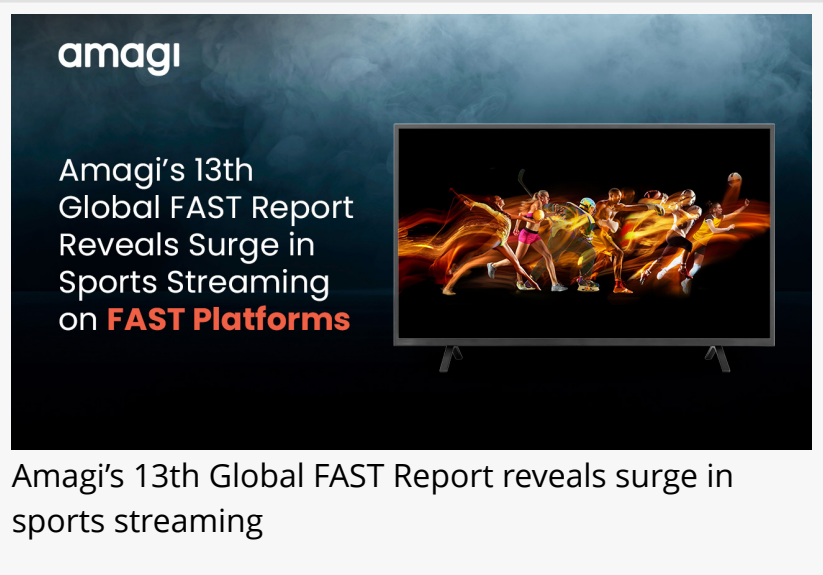 amagi
Amagi’s 13th
Global FAST Report
Reveals Surge in
Sports Streaming
on FAST Platforms
Amagi’s 13th Global FAST Report reveals surge in
sports streaming